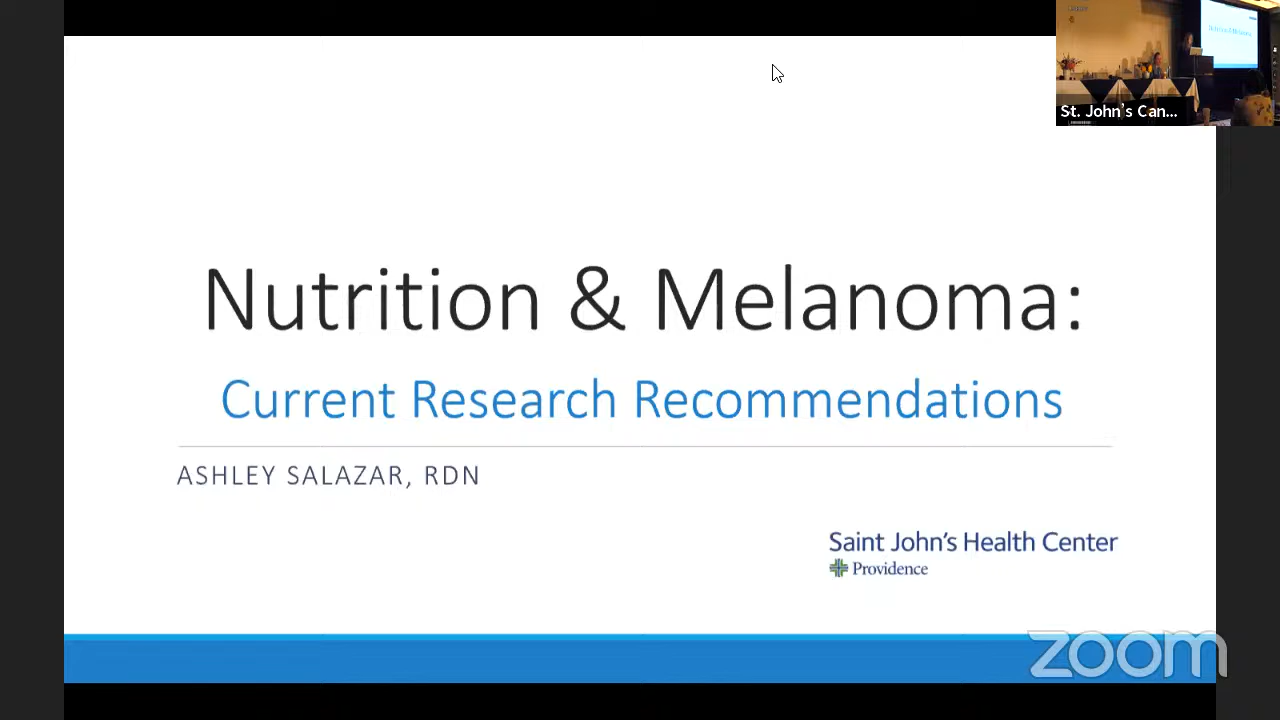 St. John's Can...
Nutrition & Melanoma:
Current Research Recommendations
ASHLEY SALAZAR, RDN
Saint John's Health Center
Providence
zoom